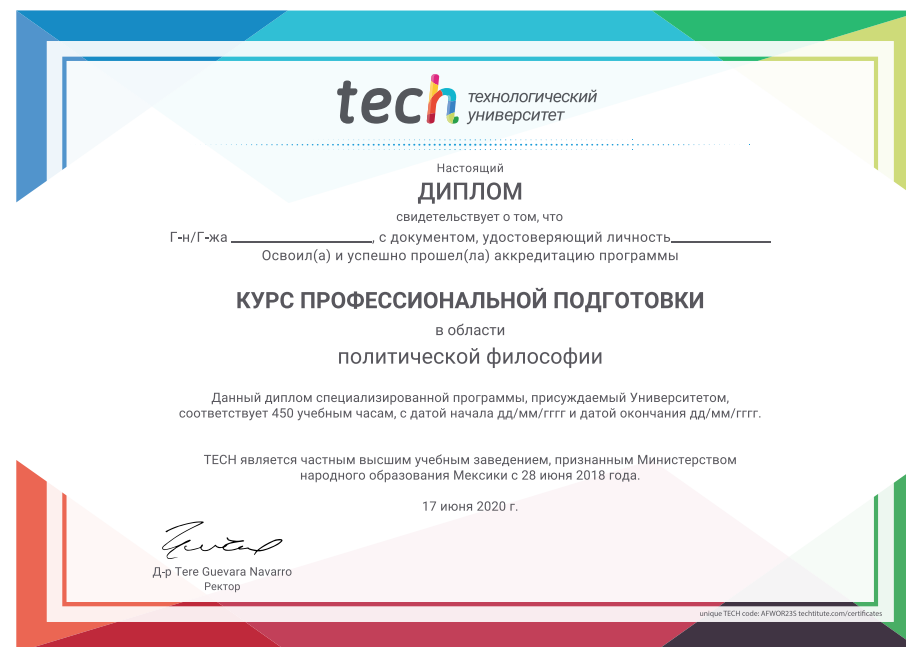 tech технологический
университет
Настоящий
ДИПЛОМ
свидетельствует о том, что
Г-н/Г-жа ____________, с документом, удостоверяющий личность____________
Освоил(а) и успешно прошел(ла) аккредитацию программы
КУРС ПРОФЕССИОНАЛЬНОЙ ПОДГОТОВКИ
в области
политической философии
Данный диплом специализированной программы, присуждаемый Университетом,
соответствует 450 учебным часам, с датой начала дд/мм/гггг и датой окончания дд/мм/гггг.
TECH является частным высшим учебным заведением, признанным Министерством
народного образования Мексики с 28 июня 2018 года.
17 июня 2020 г.
Д-р Tere Guevara Navarro
Ректор
unique TECH code: AFWOR23S techtitute.com/certificates